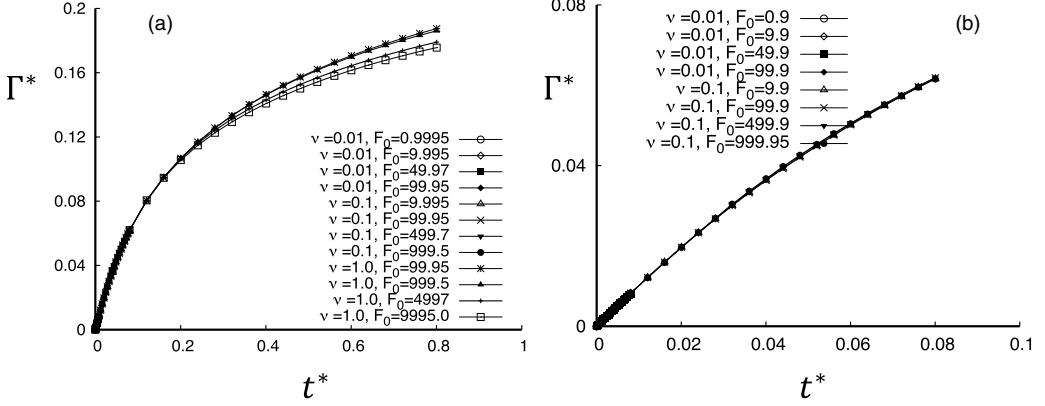 (a)
0.2
0.16
0.12
0.08
0.04
0
Γ*
ν =0.01, F0=0.9995
ν =0.01, F0=9.995
ν =0.01, F0=49.97
ν =0.01, F0=99.95
ν =0.1, F0=9.995
ν =0.1, F0=99.95
ν =0.1, F0=499.7
ν =0.1, F0=999.5
ν =1.0, F0=99.95
ν =1.0, F0=999.5
ν =1.0, F0=4997
ν =1.0, F0=9995.0
0 0.2 0.4 0.6 0.8 1
t*
(b)
0.08
0.04
0
Γ*
ν =0.01, F0=0.9
ν =0.01, F0=9.9
ν =0.01, F0=49.9
ν =0.01, F0=99.9
ν =0.1, F0=9.9
ν =0.1, F0=99.9
ν =0.1, F0=499.9
ν =0.1, F0=999.95
0 0.02 0.04 0.06 0.08 0.1
t*